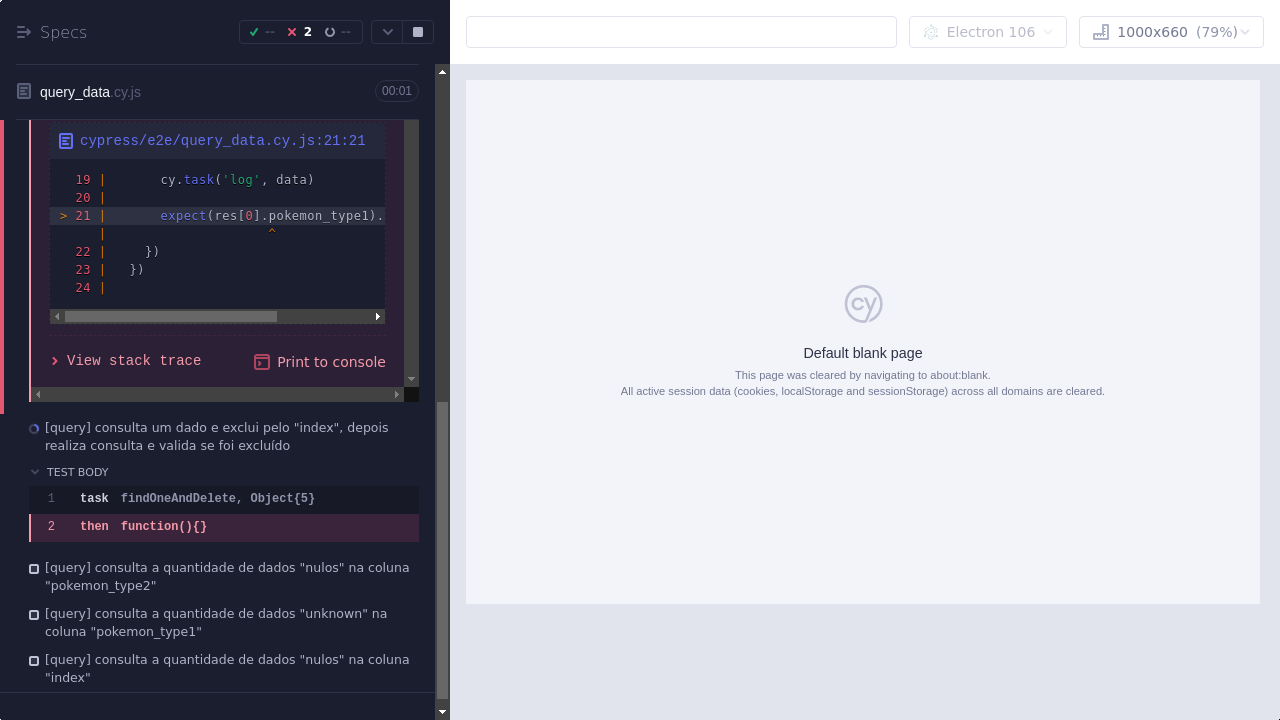 Specs
--
2
--
Electron 106
1000x660 (79%)
query_data.cy.js
00:01
cypress/e2e/query_data.cy.js:21:21
19 | cy.task('log', data)
20 |
> 21 | expect(res[0].pokemon_type1).
| ^
22 | })
23 | })
24 |
View stack trace
Print to console
[query] consulta um dado e exclui pelo "index", depois
realiza consulta e valida se foi excluído
TEST BODY
1 task findOneAndDelete, Object{5}
2 then function(){}
[query] consulta a quantidade de dados "nulos" na coluna
"pokemon_type2"
[query] consulta a quantidade de dados "unknown" na
coluna "pokemon_type1"
[query] consulta a quantidade de dados "nulos" na coluna
"index"
cy
Default blank page
This page was cleared by navigating to about:blank.
All active session data (cookies, localStorage and sessionStorage) across all domains are cleared.